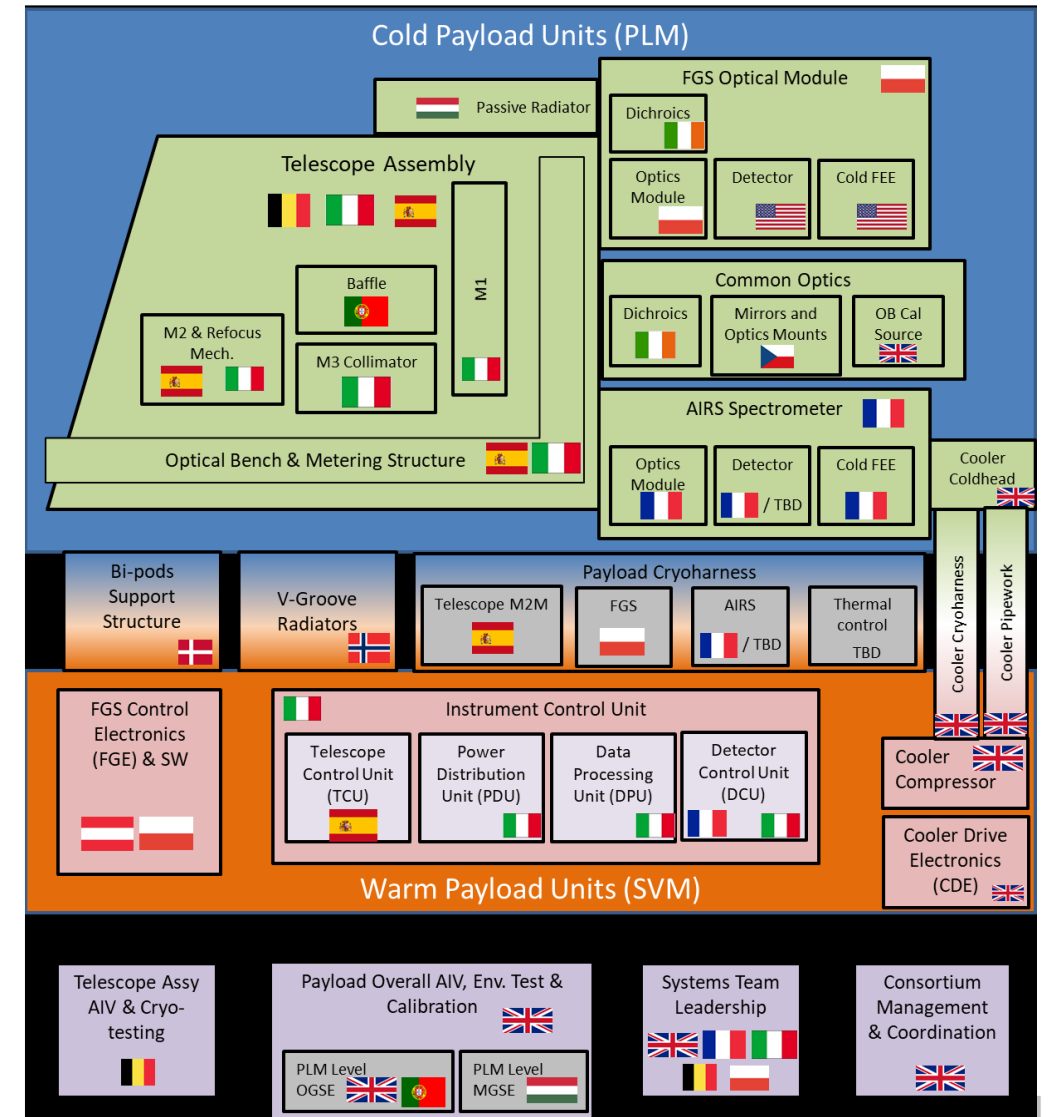 Cold Payload Units (PLM)
FGS Optical Module
Passive Radiator
Dichroics
Telescope Assembly
Optics
Module
Detector
Cold FEE
M1
Baffle
M2 & Refocus
Mech.
M3 Collimator
Common Optics
Dichroics
Mirrors and
Optics Mounts
OB Cal
Source
AIRS Spectrometer
Optical Bench & Metering Structure
Optics
Module
Detector
/ TBD
Cold FEE
Cooler
Coldhead
Bi-pods
Support
Structure
V-Groove
Radiators
Payload Cryoharness
Telescope M2M
FGS
AIRS
/ TBD
Thermal
control
TBD
Cooler Cryoharness
Cooler Pipework
FGS Control
Electronics
(FGE) & SW
Instrument Control Unit
Telescope
Control Unit
(TCU)
Power
Distribution
Unit (PDU)
Data
Processing
Unit (DPU)
Detector
Control Unit
(DCU)
Cooler
Compressor
Cooler Drive
Electronics
(CDE)
Warm Payload Units (SVM)
Telescope Assy
AIV & Cryo-
testing
Payload Overall AIV, Env. Test &
Calibration
PLM Level
OGSE
PLM Level
MGSE
Systems Team
Leadership
Consortium
Management
& Coordination